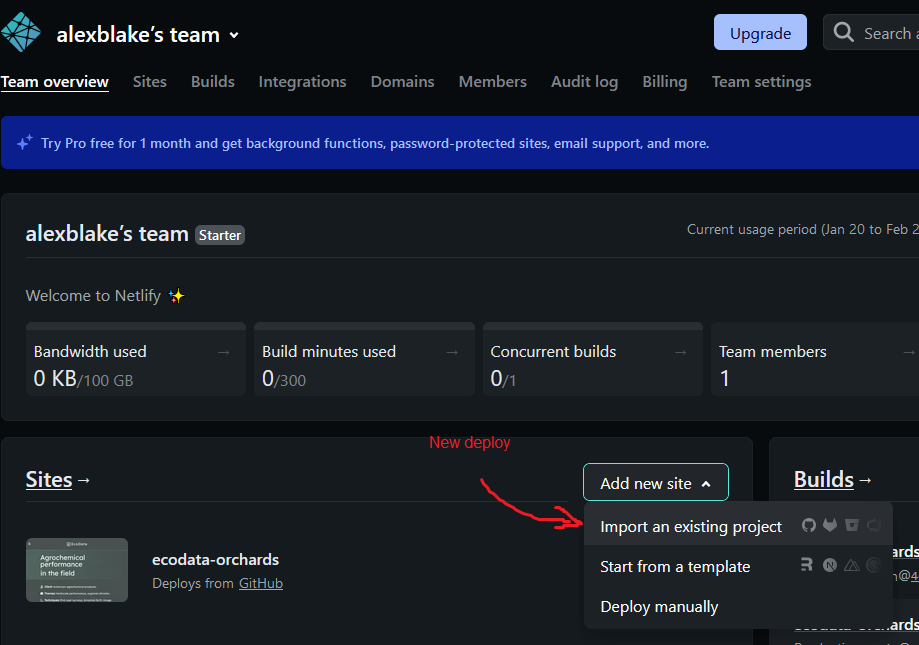 alexblake’s team
Upgrade
Search
Team overview Sites Builds Integrations Domains Members Audit log Billing Team settings
Try Pro free for 1 month and get background functions, password-protected sites, email support, and more.
alexblake’s team Starter
Current usage period (Jan 20 to Feb 2
Welcome to Netlify ✨
Bandwidth used →
0 KB/100 GB
Build minutes used →
0/300
Concurrent builds →
0/1
Team members →
1
New deploy
Sites →
Add new site
Import an existing project
Start from a template
Deploy manually
EcoData
Agrochemical
performance
in the field
ecodata-orchards
Deploys from GitHub
Builds →